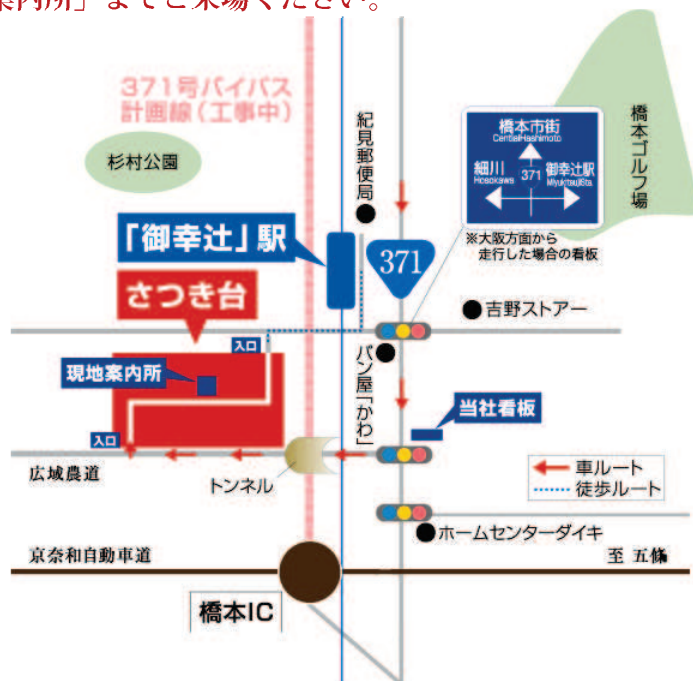 案内所」までご来場ください。
371号バイパス
計画線（工事中）
杉村公園
紀見郵便局
橋本市街
CentralHashimoto
細川
Hosokawa
371
御幸辻駅
MiyukitsujiSta.
※大阪方面から
走行した場合の看板
橋本ゴルフ場
「御幸辻」駅
371
さつき台
吉野ストアー
入口
パン屋「かわ」
現地案内所
当社看板
入口
広域農道
トンネル
車ルート
徒歩ルート
ホームセンターダイキ
京奈和自動車道
至 五條
橋本IC